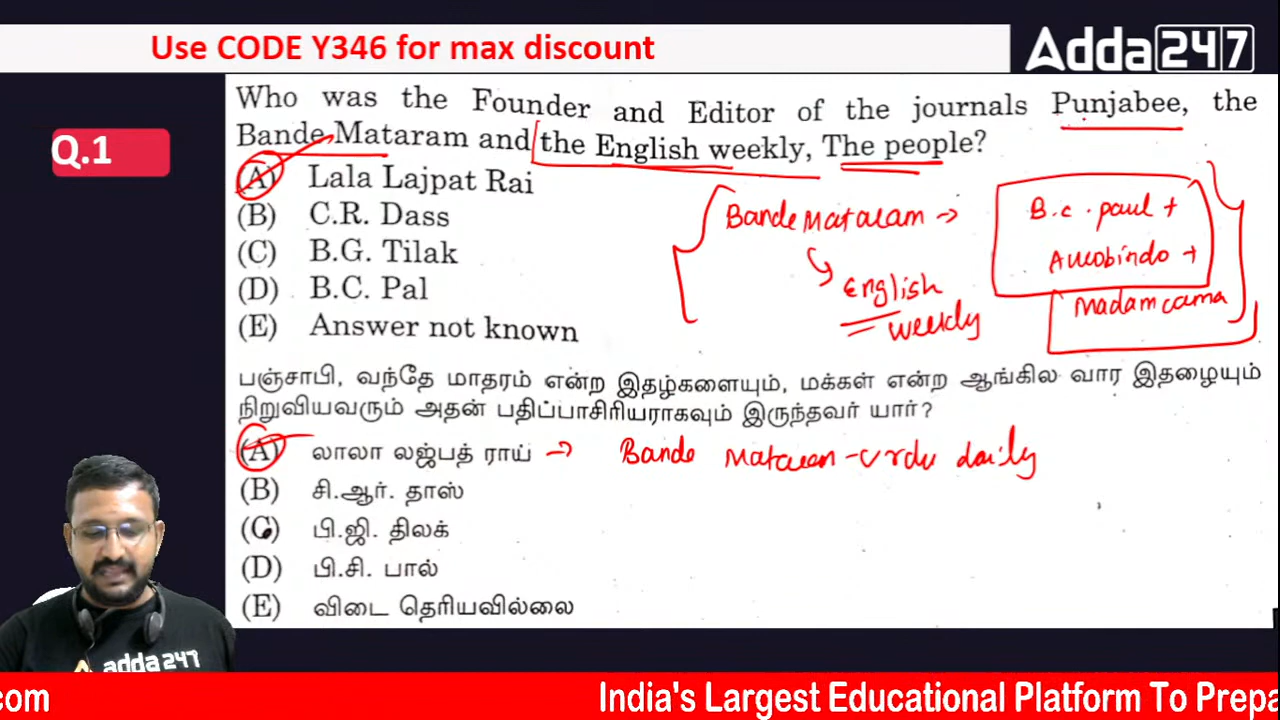 Use CODE Y346 for max discount
Adda 247
Q.1
Who was the Founder and Editor of the journals Punjabee, the
Bande Mataram and the English weekly, The people?
(A) Lala Lajpat Rai
(B) C.R. Dass
(C) B.G. Tilak
(D) B.C. Pal
(E) Answer not known
Bande Mataram →
English
weekly
B.c. paul +
Aurobindo +
Madam cama
பஞ்சாபி, வந்தே மாதரம் என்ற இதழ்களையும், மக்கள் என்ற ஆங்கில வார இதழையும்
நிறுவியவரும் அதன் பதிப்பாசிரியராகவும் இருந்தவர் யார்?
(A) லாலா லஜ்பத் ராய் → Bande Mataram - urdu daily
(B) சி.ஆர். தாஸ்
(C) பி.ஜி. திலக்
(D) பி.சி. பால்
(E) விடை தெரியவில்லை
adda247
com
India's Largest Educational Platform To Prepa